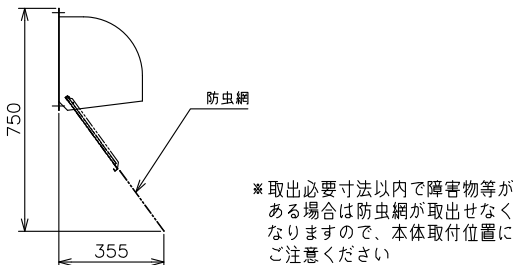 防虫網
750
※取出必要寸法以内で障害物等が
ある場合は防虫網が取出せなく
なりますので、本体取付位置に
ご注意ください
355